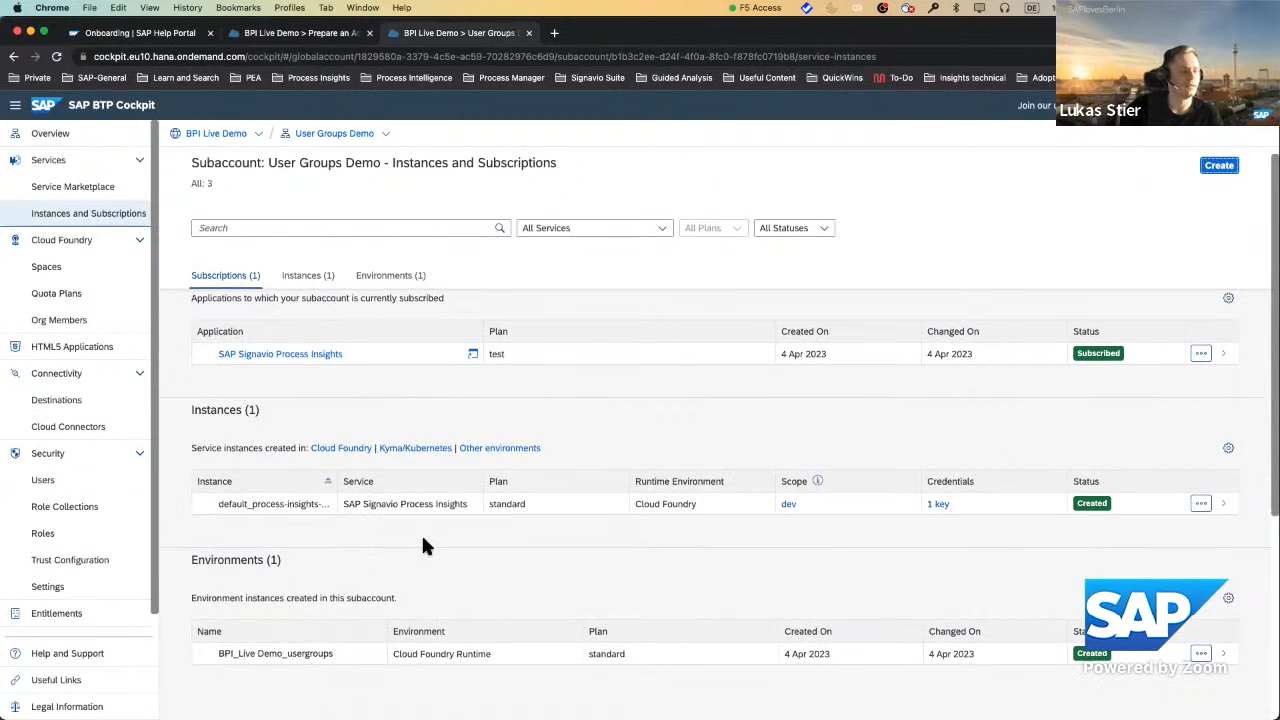 F5 Access
DE
SAPlovesBerlin
Onboarding | SAP Help Portal
BPI Live Demo > Prepare an Ac
BPI Live Demo > User Groups
cockpit.eu10.hana.ondemand.com/cockpit/#/globalaccount/1829580a-3379-4c5e-ac59-70282976c6d9/subaccount/b1b3c2ee-d24f-4f0a-8fc0-f878fc0719b8/service-instances
Private
SAP-General
Learn and Search
PEX
Process Insights
Process Intelligence
Process Manager
Signavio Suite
Guided Analysis
Useful Content
QuickWins
To-Do
Insights technical
Adopt
Lukas Stier
SAP
SAP
SAP BTP Cockpit
Join our
Overview
Services
Service Marketplace
Instances and Subscriptions
Cloud Foundry
Spaces
Quota Plans
Org Members
HTML5 Applications
Connectivity
Destinations
Cloud Connectors
Security
Users
Role Collections
Roles
Trust Configuration
Settings
Entitlements
Help and Support
Useful Links
Legal Information
BPI Live Demo / User Groups Demo
Subaccount: User Groups Demo - Instances and Subscriptions
Create
All: 3
Search
All Services
All Plans
All Statuses
Subscriptions (1) Instances (1) Environments (1)
Applications to which your subaccount is currently subscribed
Application Plan Created On Changed On Status
SAP Signavio Process Insights test 4 Apr 2023 4 Apr 2023 Subscribed
Instances (1)
Service instances created in: Cloud Foundry | Kyma/Kubernetes | Other environments
Instance Service Plan Runtime Environment Scope Credentials Status
default_process-insights-... SAP Signavio Process Insights standard Cloud Foundry dev 1 key Created
Environments (1)
Environment instances created in this subaccount.
Name Environment Plan Created On Changed On
BPI_Live Demo_usergroups Cloud Foundry Runtime standard 4 Apr 2023 4 Apr 2023 Created
SAP
Powered by Zoom